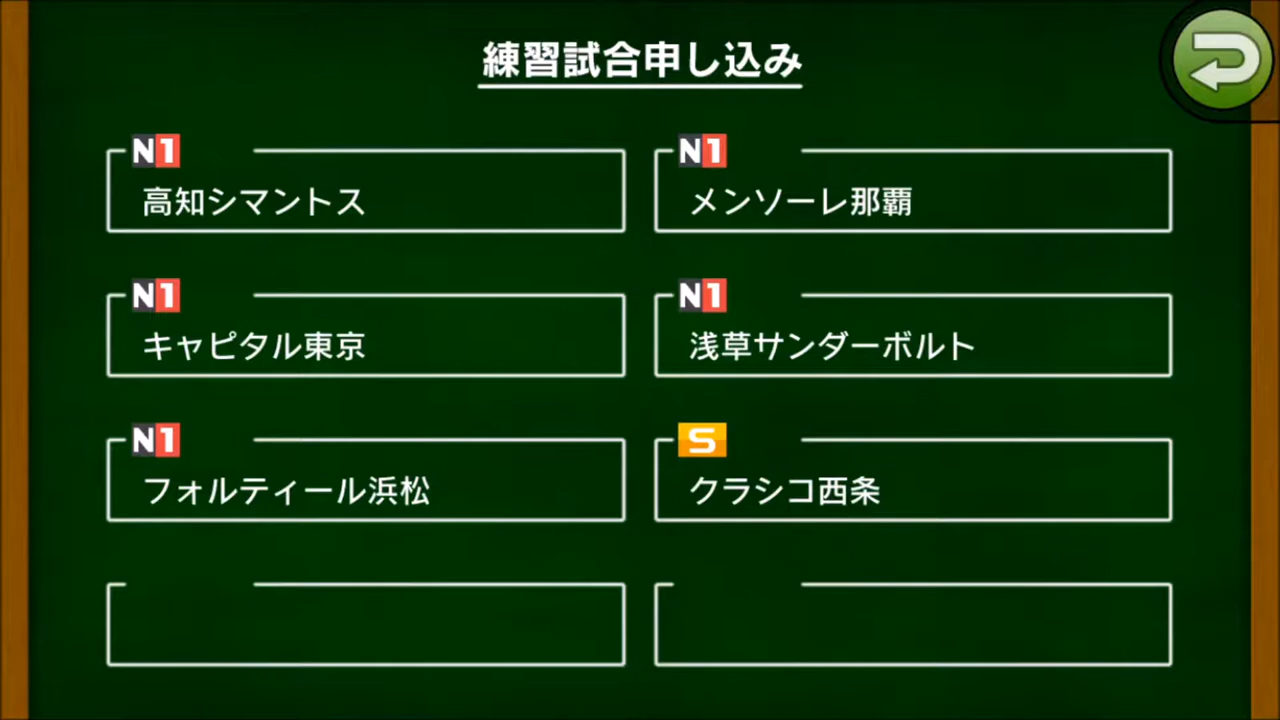 練習試合申し込み
N1
高知シマントス
N1
メンソーレ那覇
N1
キャピタル東京
N1
浅草サンダーボルト
N1
フォルティール浜松
S
クラシコ西条